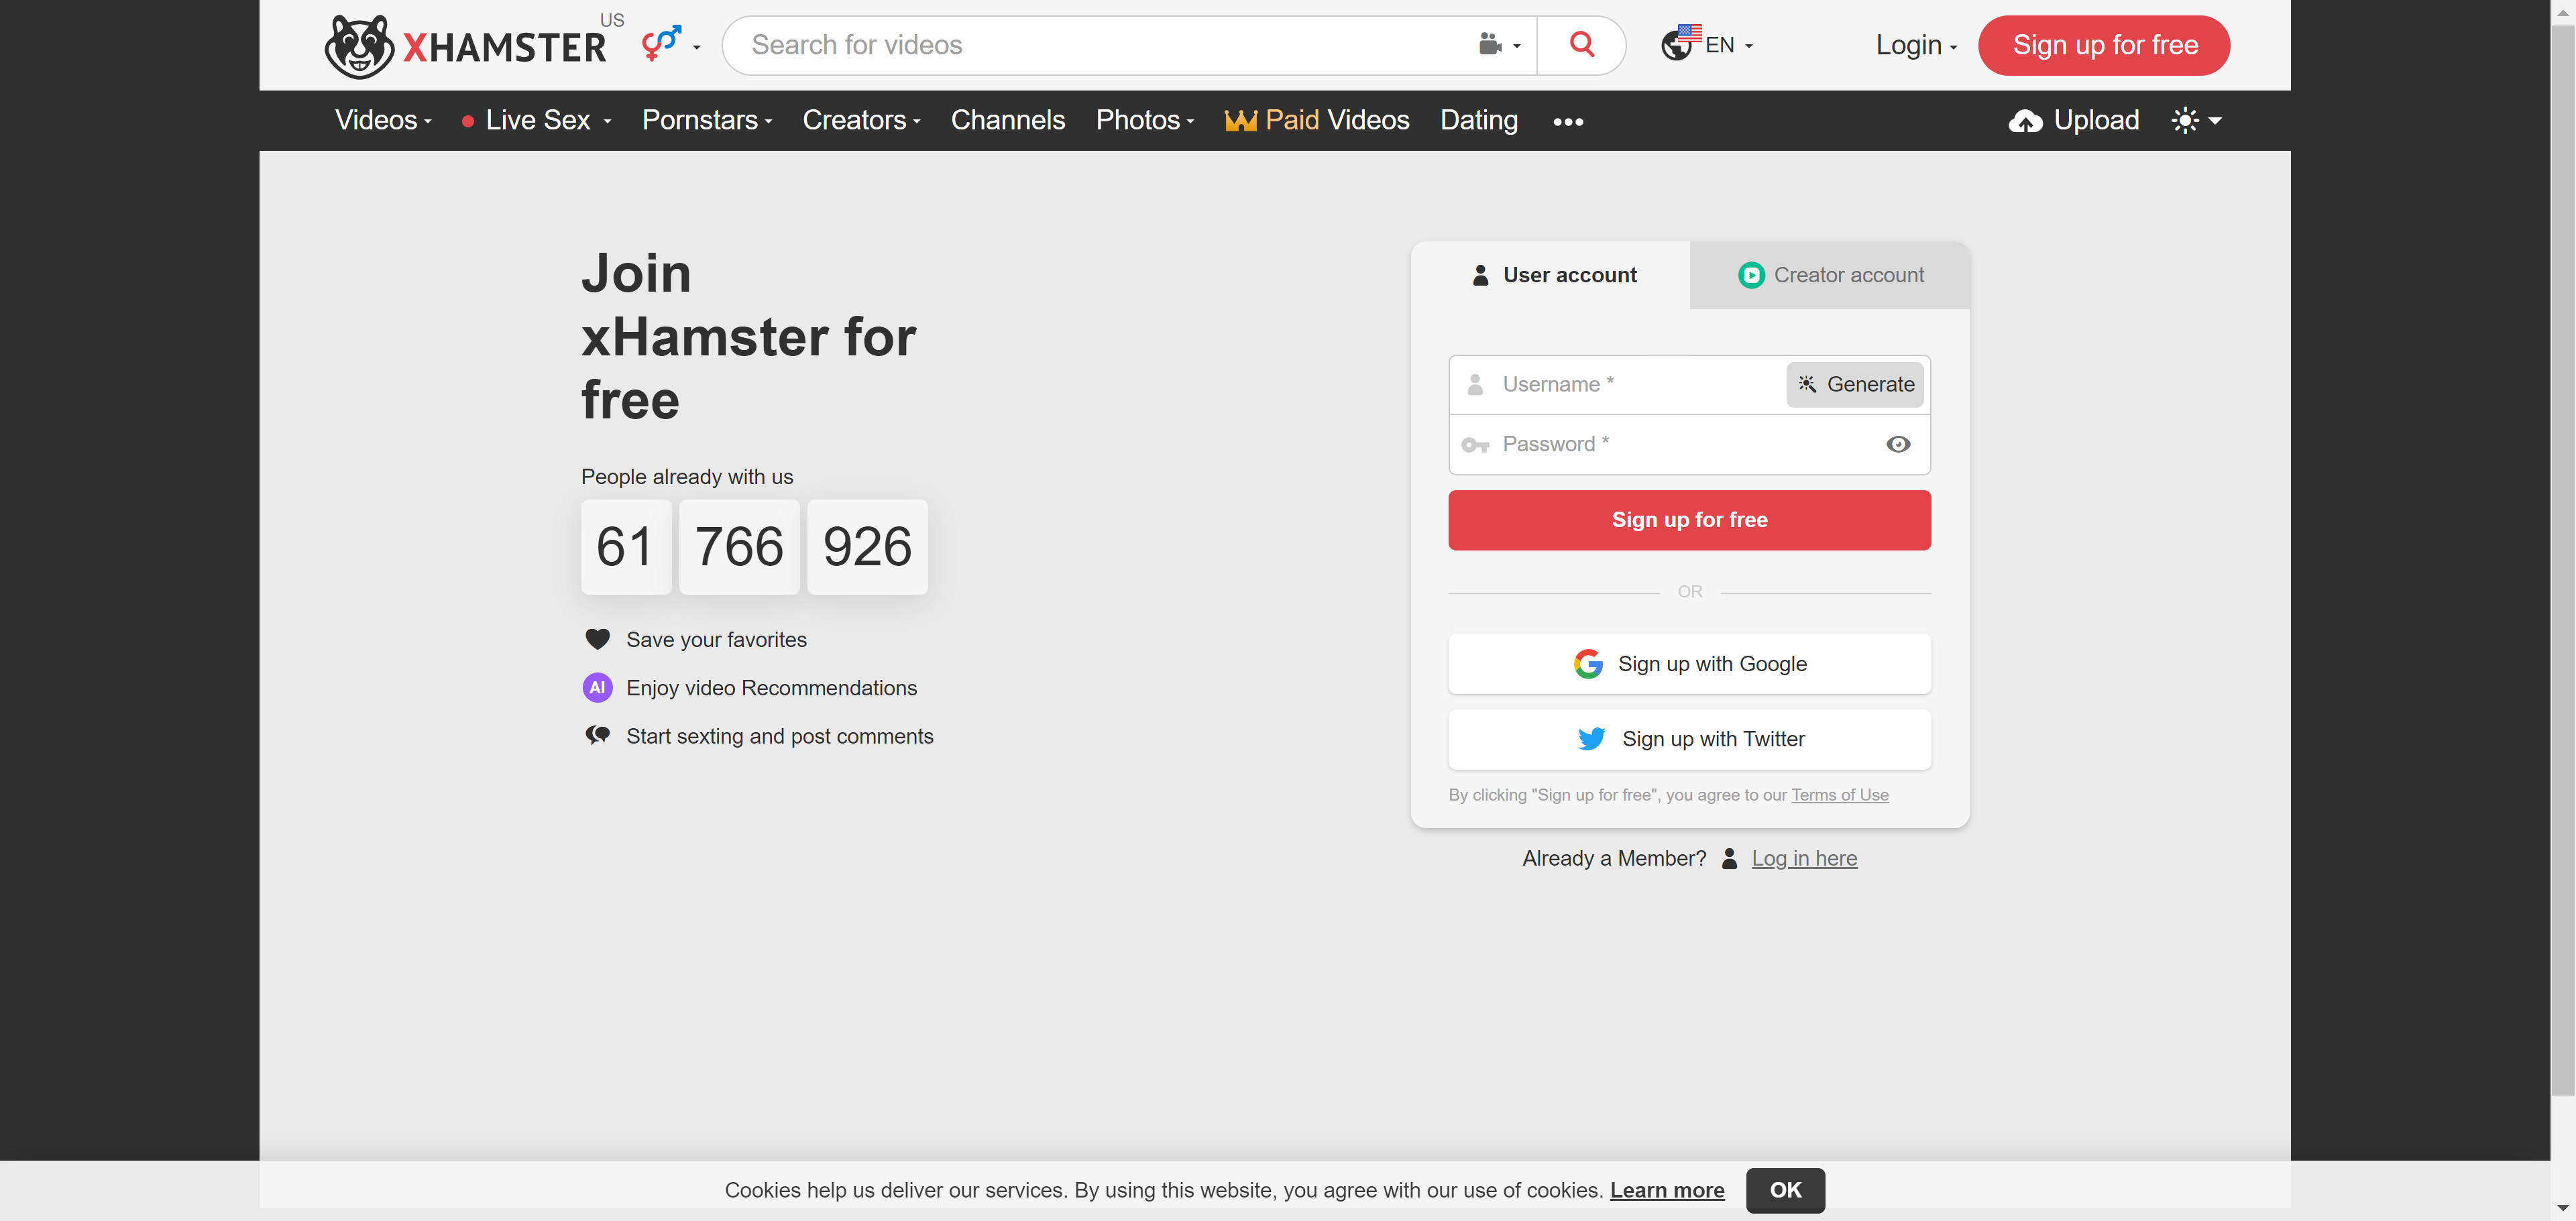 US
XHAMSTER
Search for videos
EN
Login
Sign up for free
Videos
Live Sex
Pornstars
Creators
Channels
Photos
Paid Videos
Dating
Upload
Join
xHamster for
free
People already with us
61 766 926
Save your favorites
AI Enjoy video Recommendations
Start sexting and post comments
User account
Creator account
Username *
Generate
Password *
Sign up for free
OR
Sign up with Google
Sign up with Twitter
By clicking "Sign up for free", you agree to our Terms of Use
Already a Member? Log in here
Cookies help us deliver our services. By using this website, you agree with our use of cookies. Learn more
OK